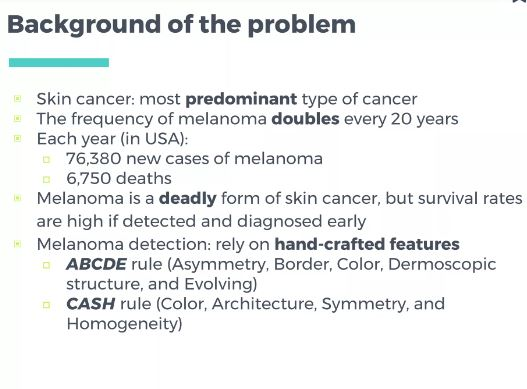 Background of the problem
Skin cancer: most predominant type of cancer
The frequency of melanoma doubles every 20 years
Each year (in USA):
76,380 new cases of melanoma
6,750 deaths
Melanoma is a deadly form of skin cancer, but survival rates
are high if detected and diagnosed early
Melanoma detection: rely on hand-crafted features
ABCDE rule (Asymmetry, Border, Color, Dermoscopic
structure, and Evolving)
CASH rule (Color, Architecture, Symmetry, and
Homogeneity)